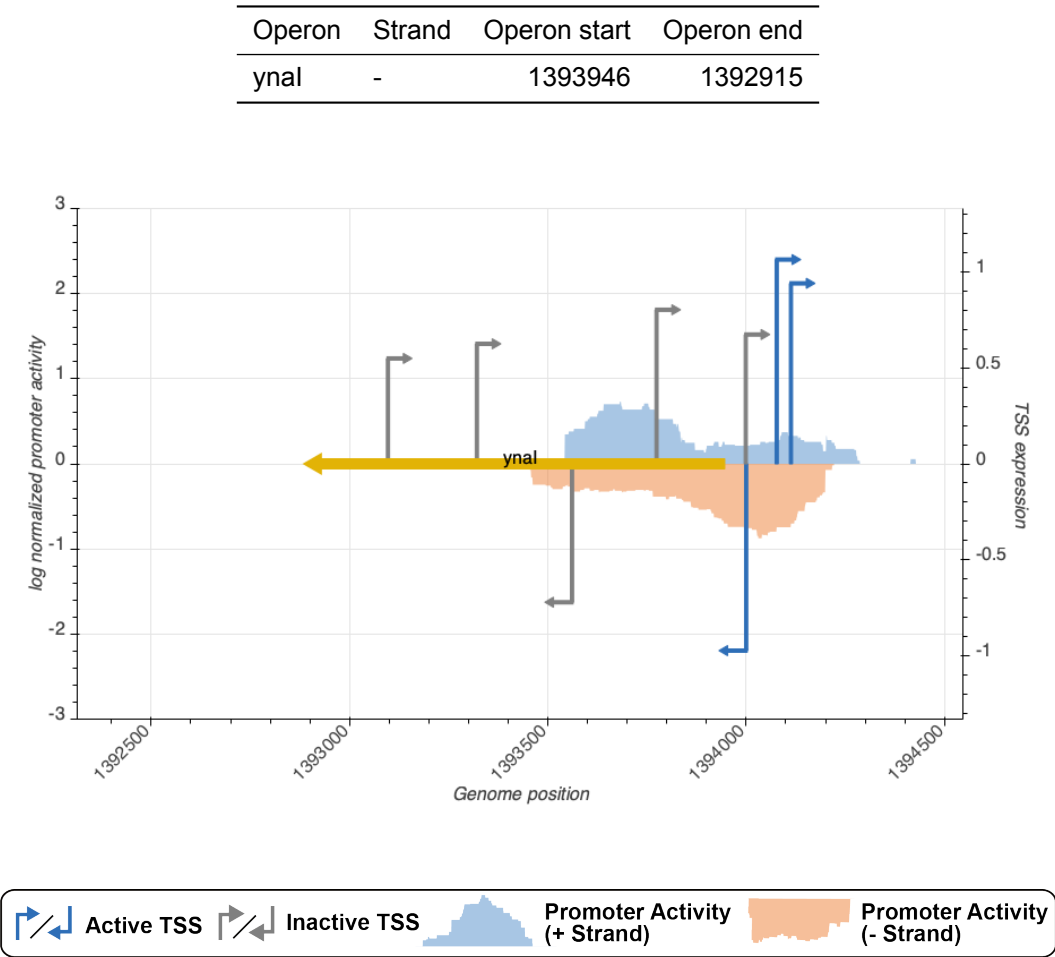 Operon Strand Operon start Operon end
ynaI - 1393946 1392915
3
2
1
0
-1
-2
-3
log normalized promoter activity
1
0.5
0
-0.5
-1
TSS expression
ynaI
1392500 1393000 1393500 1394000 1394500
Genome position
Active TSS
Inactive TSS
Promoter Activity
(+ Strand)
Promoter Activity
(- Strand)